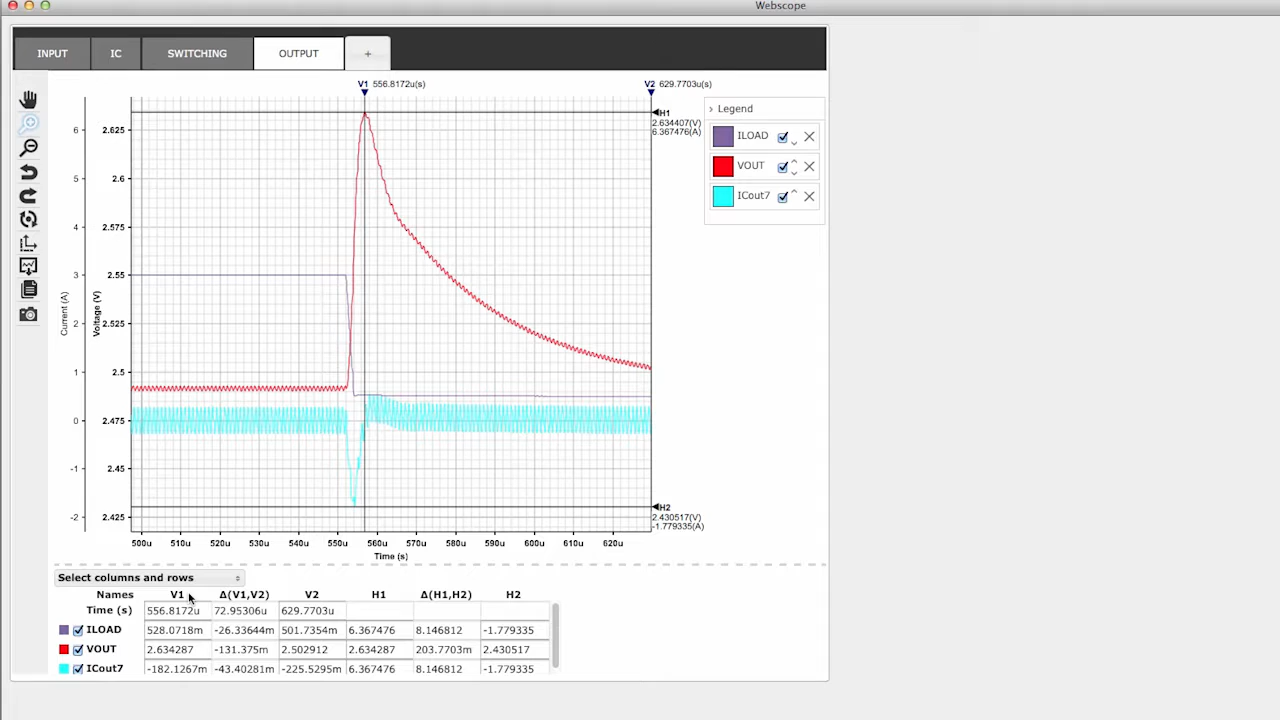 Webscope
INPUT IC SWITCHING OUTPUT +
V1 556.8172u(s) V2 629.7703u(s)
Legend
ILOAD
VOUT
ICout7
H1
2.634407(V)
6.367476(A)
6 2.625
5 2.6
4 2.575
3 2.55
2 2.525
1 2.5
0 2.475
-1 2.45
-2 2.425
Current (A)
Voltage (V)
H2
2.430517(V)
-1.779335(A)
500u 510u 520u 530u 540u 550u 560u 570u 580u 590u 600u 610u 620u
Time (s)
Select columns and rows
Names V1 Δ(V1,V2) V2 H1 Δ(H1,H2) H2
Time (s) 556.8172u 72.95306u 629.7703u
ILOAD 528.0718m -26.33644m 501.7354m 6.367476 8.146812 -1.779335
VOUT 2.634287 -131.375m 2.502912 2.634287 203.7703m 2.430517
ICout7 -182.1267m -43.40281m -225.5295m 6.367476 8.146812 -1.779335